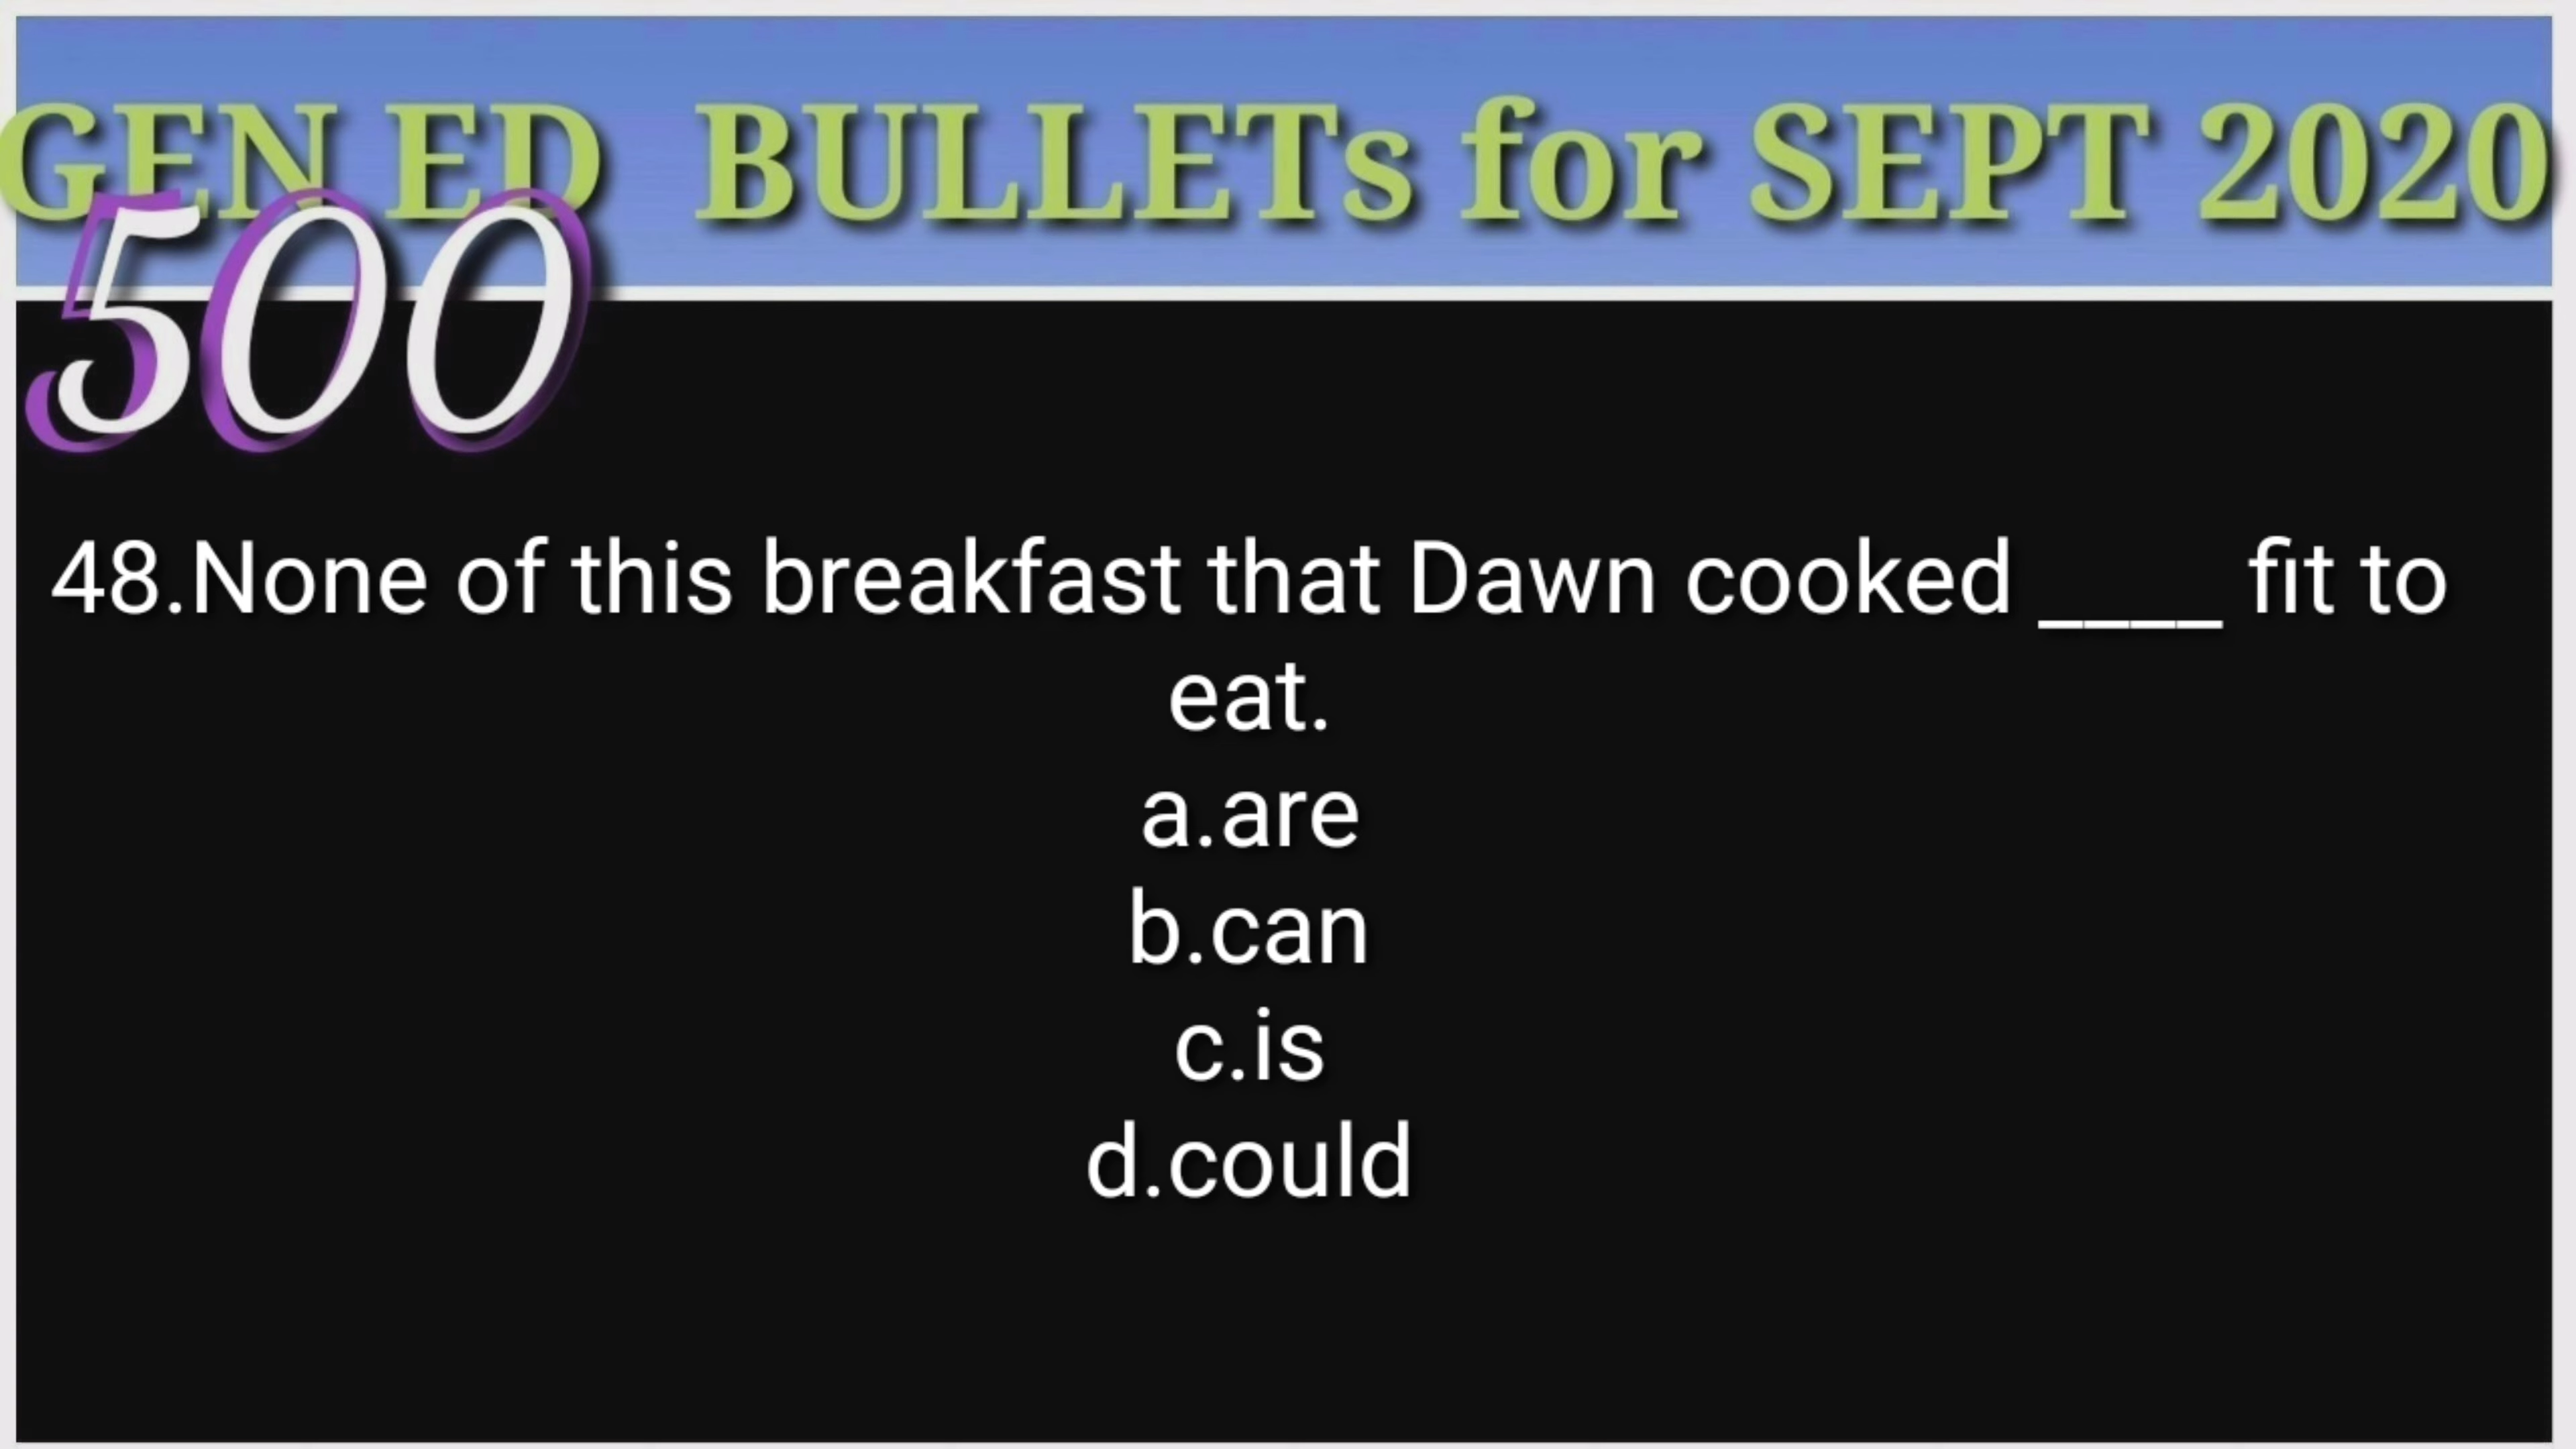 GEN ED BULLETs for SEPT 2020
500
48.None of this breakfast that Dawn cooked ____ fit to
eat.
a.are
b.can
c.is
d.could